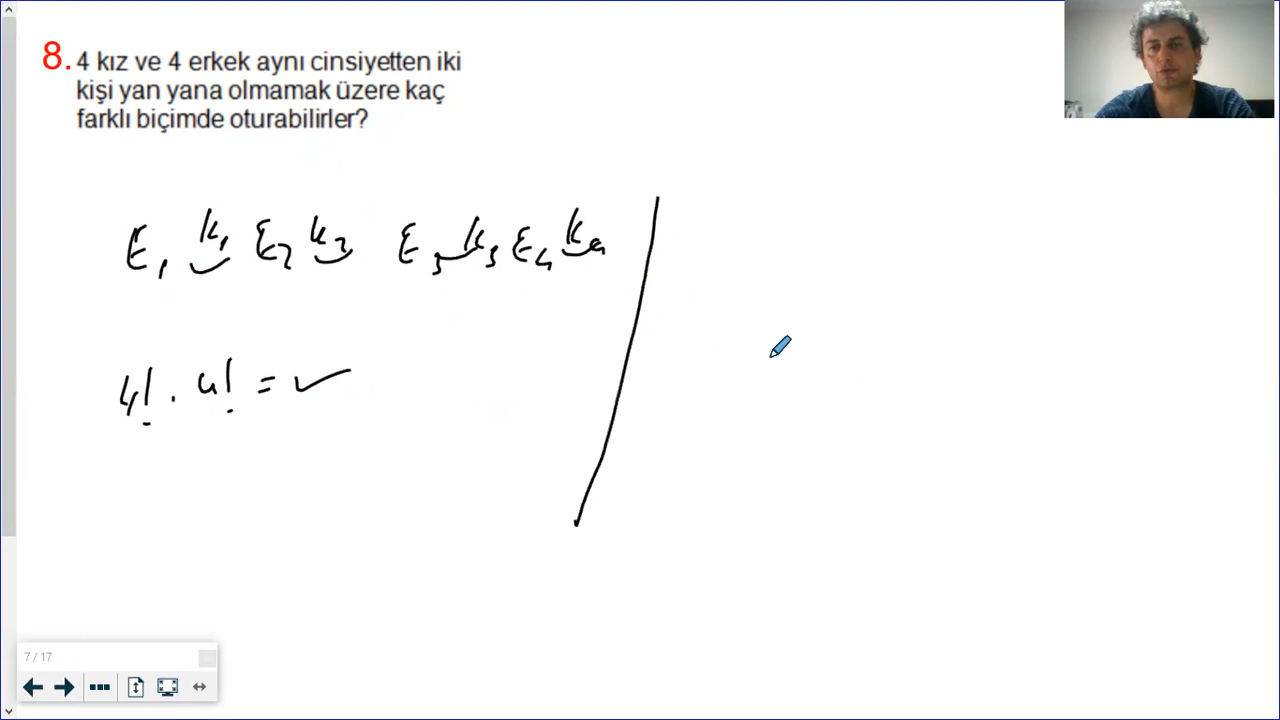 8. 4 kız ve 4 erkek aynı cinsiyetten iki
kişi yan yana olmamak üzere kaç
farklı biçimde oturabilirler?
E₁ k₁ E₂ k₂ E₃ k₃ E₄ k₄
4! . 4! = ✓
7 / 17